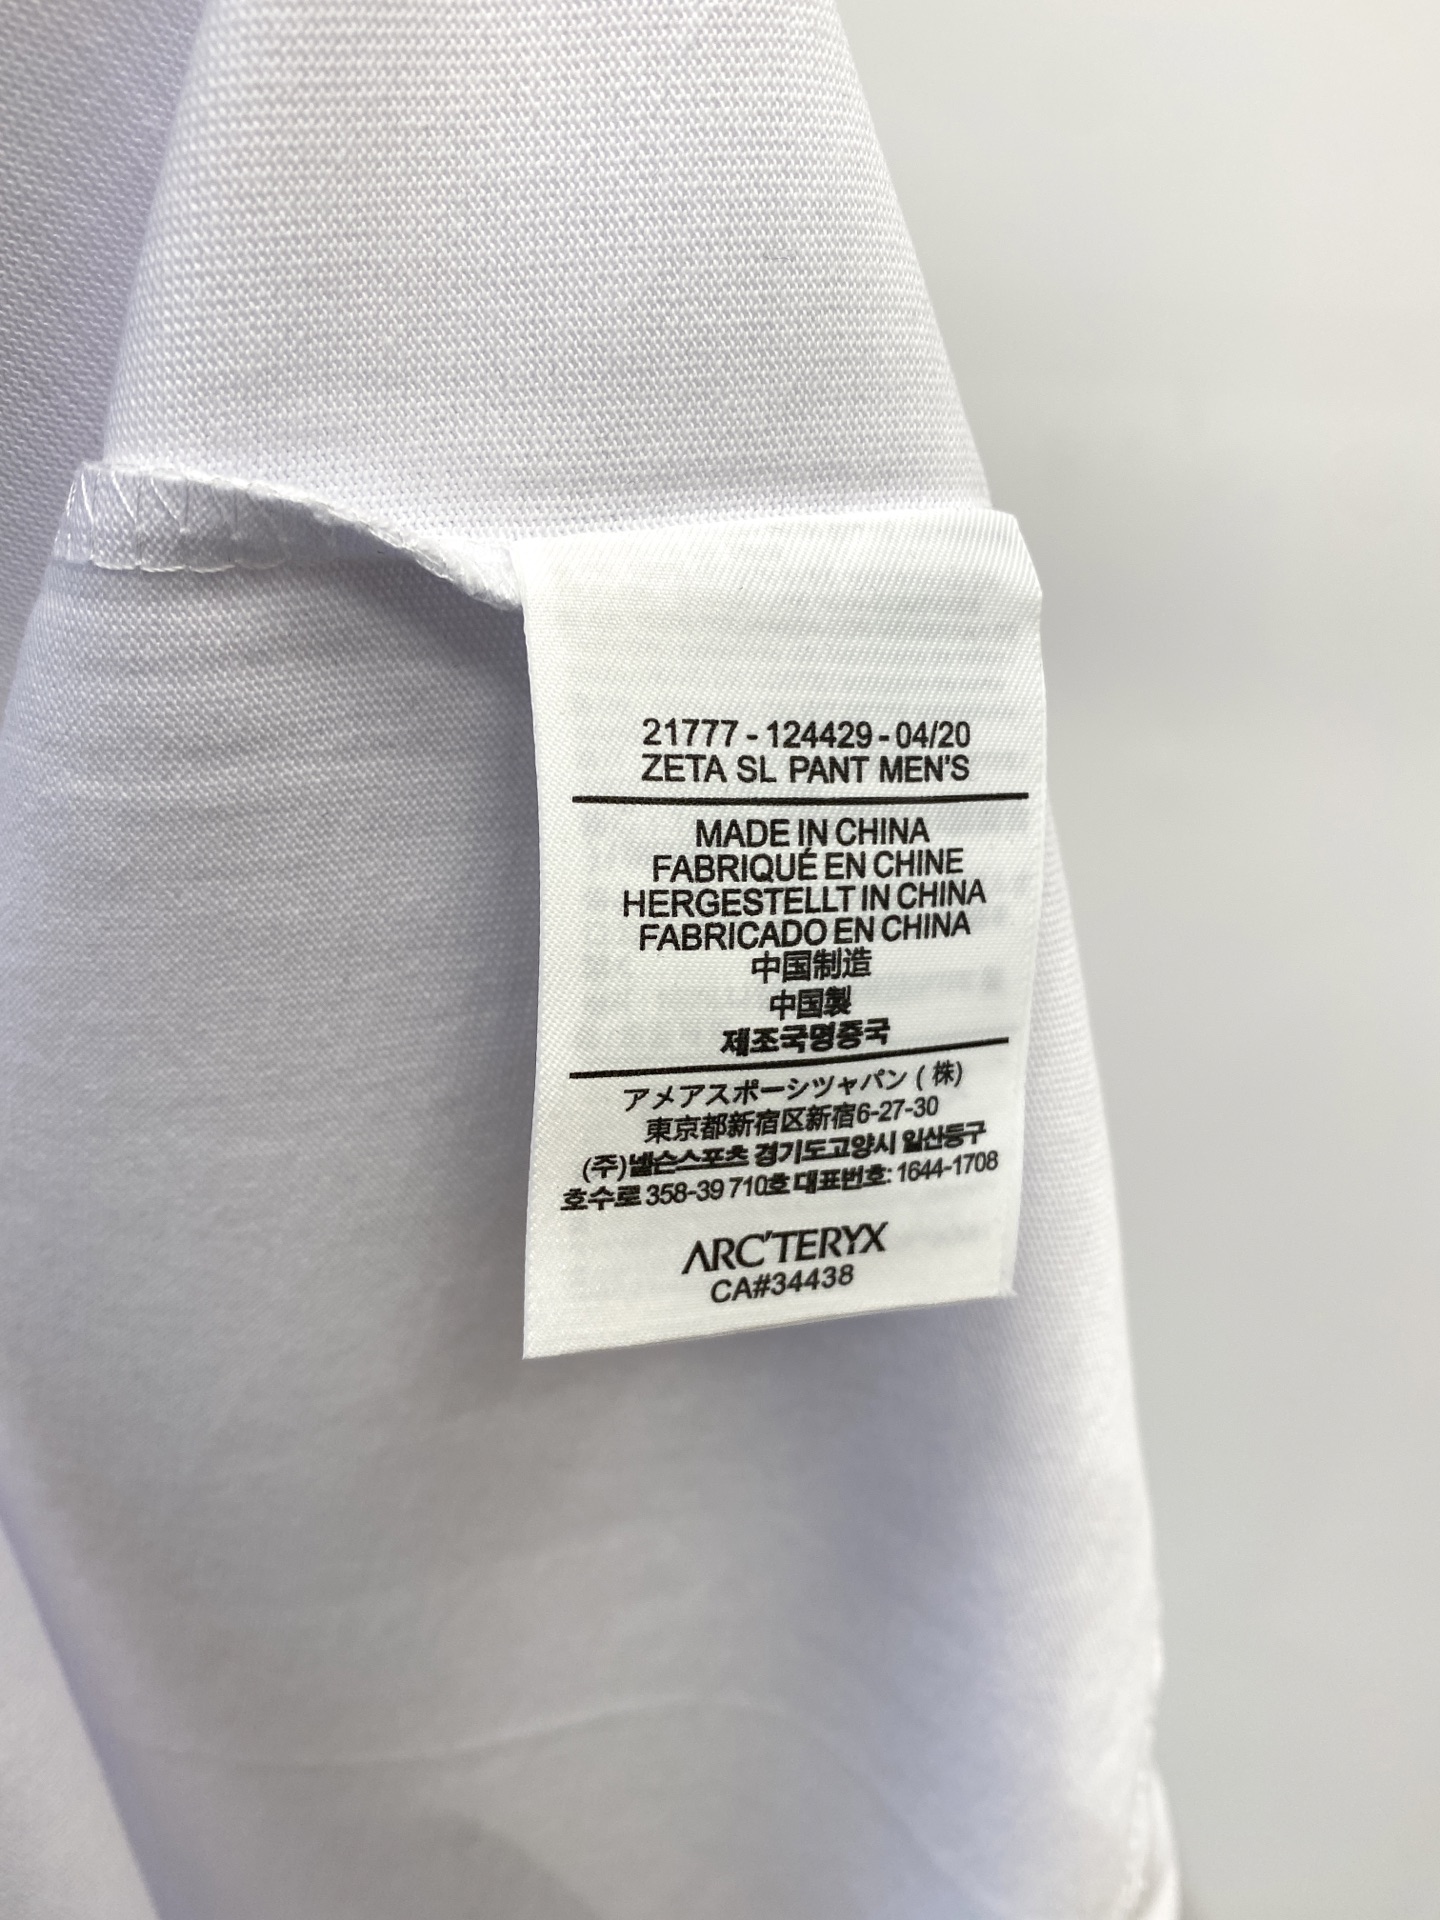 21777 - 124429 - 04/20
ZETA SL PANT MEN'S
MADE IN CHINA
FABRIQUÉ EN CHINE
HERGESTELLT IN CHINA
FABRICADO EN CHINA
中国制造
中国製
제조국명중국
アメアスポーシツャパン ( 株)
東京都新宿区新宿6-27-30
(주)넬슨스포츠 경기도고양시 일산동구
호수로 358-39 710호 대표번호: 1644-1708
ARC'TERYX
CA#34438